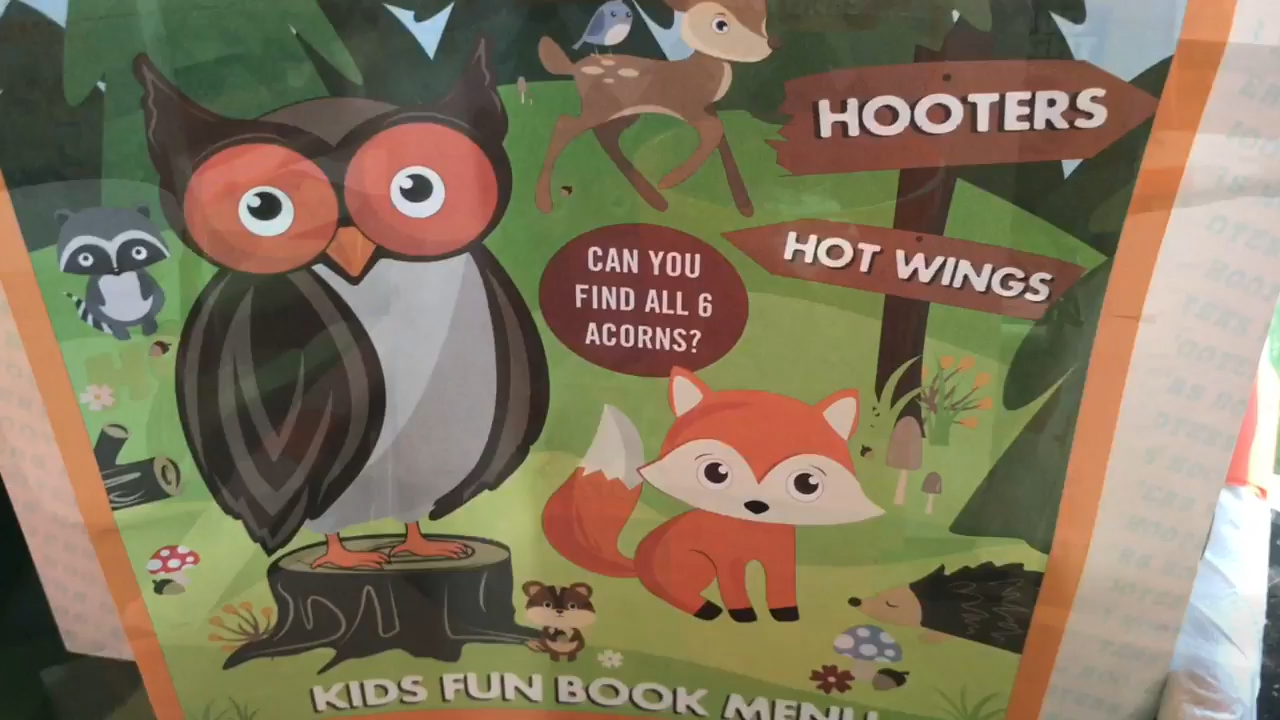 HOOTERS
HOT WINGS
CAN YOU
FIND ALL 6
ACORNS?
KIDS FUN BOOK MENU